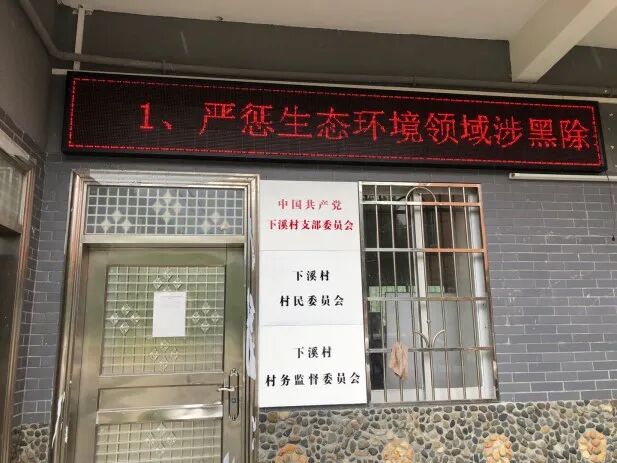 1、严惩生态环境领域涉黑除
中国共产党
下溪村支部委员会
下溪村
村民委员会
下溪村
村务监督委员会